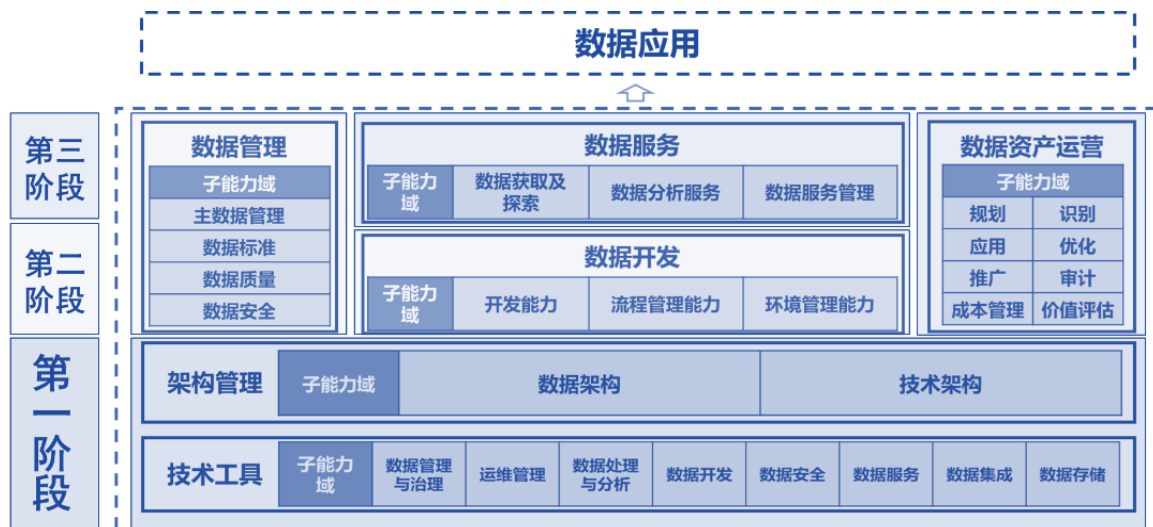 数据应用
第三
阶段
数据管理
子能力域
主数据管理
数据标准
数据质量
数据安全
数据服务
子能力
域
数据获取及
探索
数据分析服务
数据服务管理
数据资产运营
子能力域
规划
识别
应用
优化
推广
审计
成本管理
价值评估
第二
阶段
数据开发
子能力
域
开发能力
流程管理能力
环境管理能力
第
一
阶
段
架构管理
子能力域
数据架构
技术架构
技术工具
子能力
域
数据管理
与治理
运维管理
数据处理
与分析
数据开发
数据安全
数据服务
数据集成
数据存储